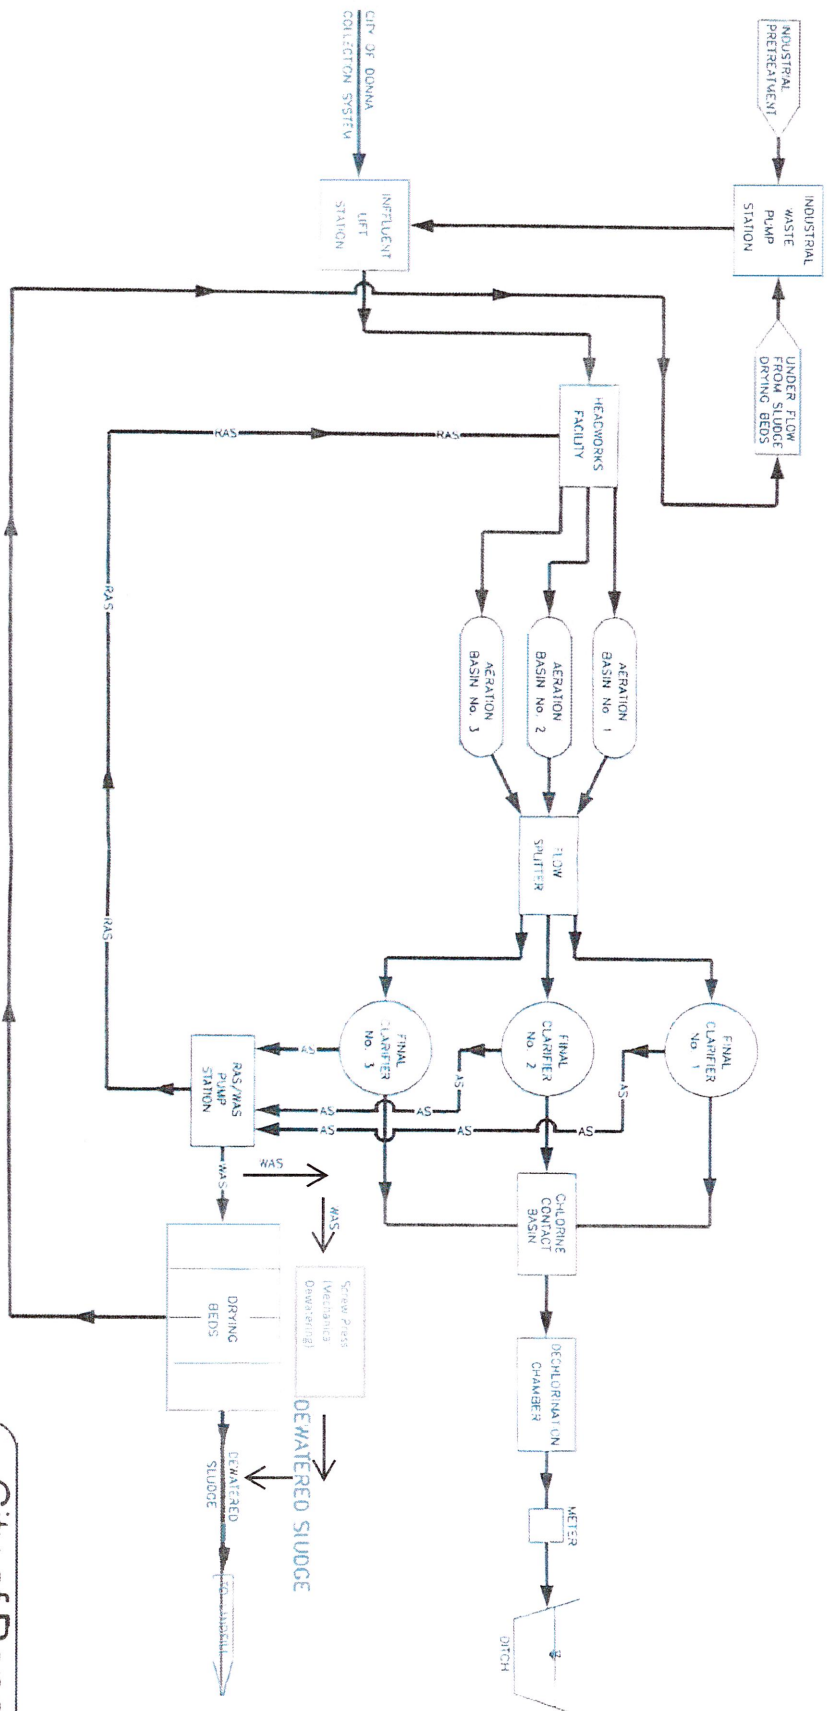 INDUSTRIAL
PRETREATMENT
INDUSTRIAL
WASTE
PUMP
STATION
UNDER FLOW
FROM SLUDGE
DRYING BEDS
CITY OF DONNA
COLLECTION SYSTEM
INFFLUENT
LIFT
STATION
HEADWORKS
FACILITY
RAS
RAS
RAS
RAS
AERATION
BASIN No 1
AERATION
BASIN No. 2
AERATION
BASIN No. 3
FLOW
SPLITTER
FINAL
CLARIFIER
No. 1
FINAL
CLARIFIER
No. 2
FINAL
CLARIFIER
No. 3
AS
AS
AS
AS
AS
AS
RAS/WAS
PUMP
STATION
WAS
WAS
WAS
CHLORINE
CONTACT
BASIN
DECHLORINATION
CHAMBER
METER
DITCH
Screw Press
(Mechanica
Dewatering)
DRYING
BEDS
DEWATERED SLUDGE
DEWATERED
SLUDGE
TO LANDFILL